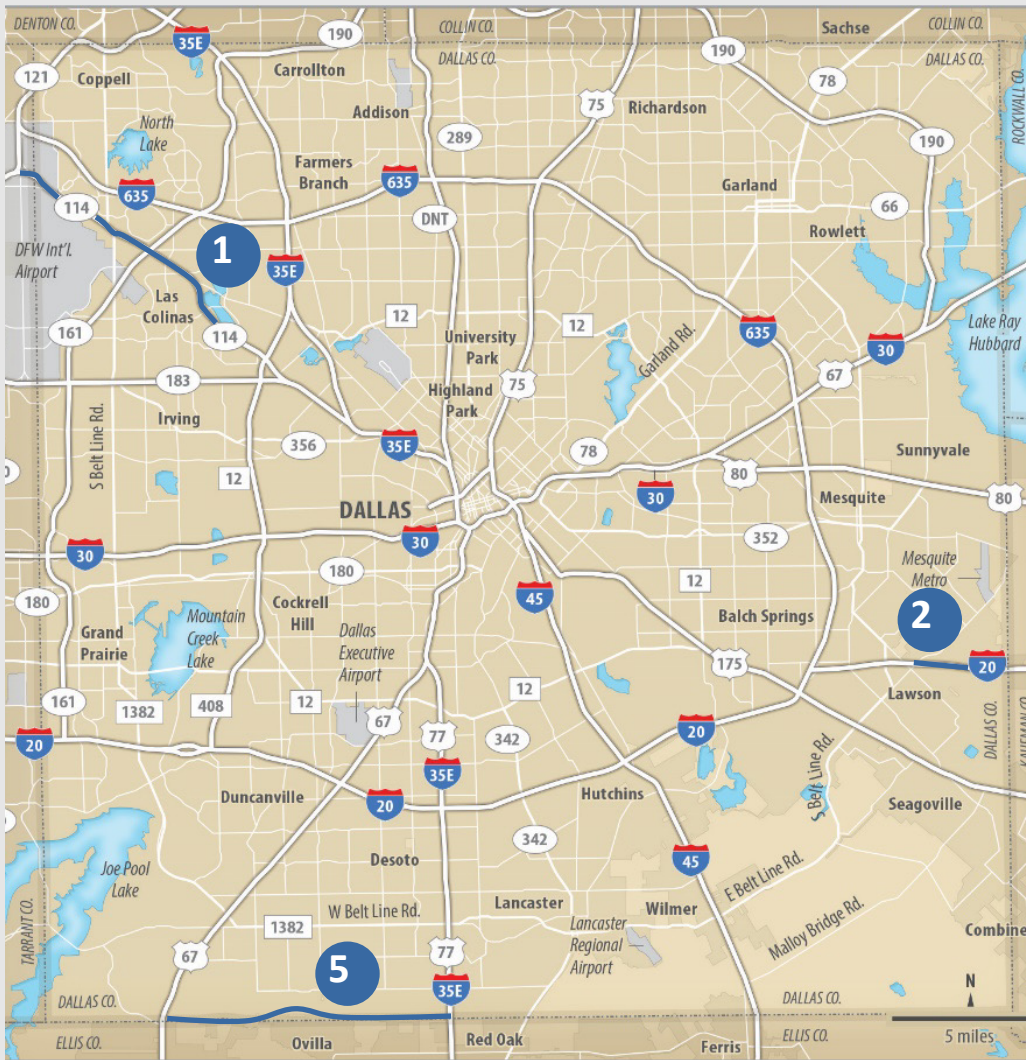 DENTON CO.
COLLIN CO.
DALLAS CO.
35E
190
190
Sachse
COLLIN CO.
DALLAS CO.
121
Coppell
Carrollton
Addison
75
Richardson
78
ROCKWALL CO.
North
Lake
289
190
Farmers
Branch
635
635
Garland
66
114
DNT
Rowlett
DFW Int'l.
Airport
1
35E
Las
Colinas
161
114
12
University
Park
12
Garland Rd.
635
30
Lake Ray
Hubbard
183
Highland
Park
75
67
S Belt Line Rd.
Irving
356
35E
78
Sunnyvale
12
80
30
Mesquite
80
DALLAS
30
30
352
Mesquite
Metro
180
180
12
45
Grand
Prairie
Mountain
Creek
Lake
Cockrell
Hill
Dallas
Executive
Airport
Balch Springs
2
175
20
Lawson
161
1382
408
12
12
67
77
342
20
20
S Belt Line Rd.
DALLAS CO.
KAUFMAN CO.
35E
Duncanville
20
Hutchins
Seagoville
342
Joe Pool
Lake
Desoto
45
TARRANT CO.
1382
W Belt Line Rd.
Lancaster
Wilmer
E Belt Line Rd.
Malloy Bridge Rd.
Combine
67
77
Lancaster
Regional
Airport
5
35E
N
DALLAS CO.
DALLAS CO.
ELLIS CO.
Ovilla
Red Oak
Ferris
ELLIS CO.
5 miles